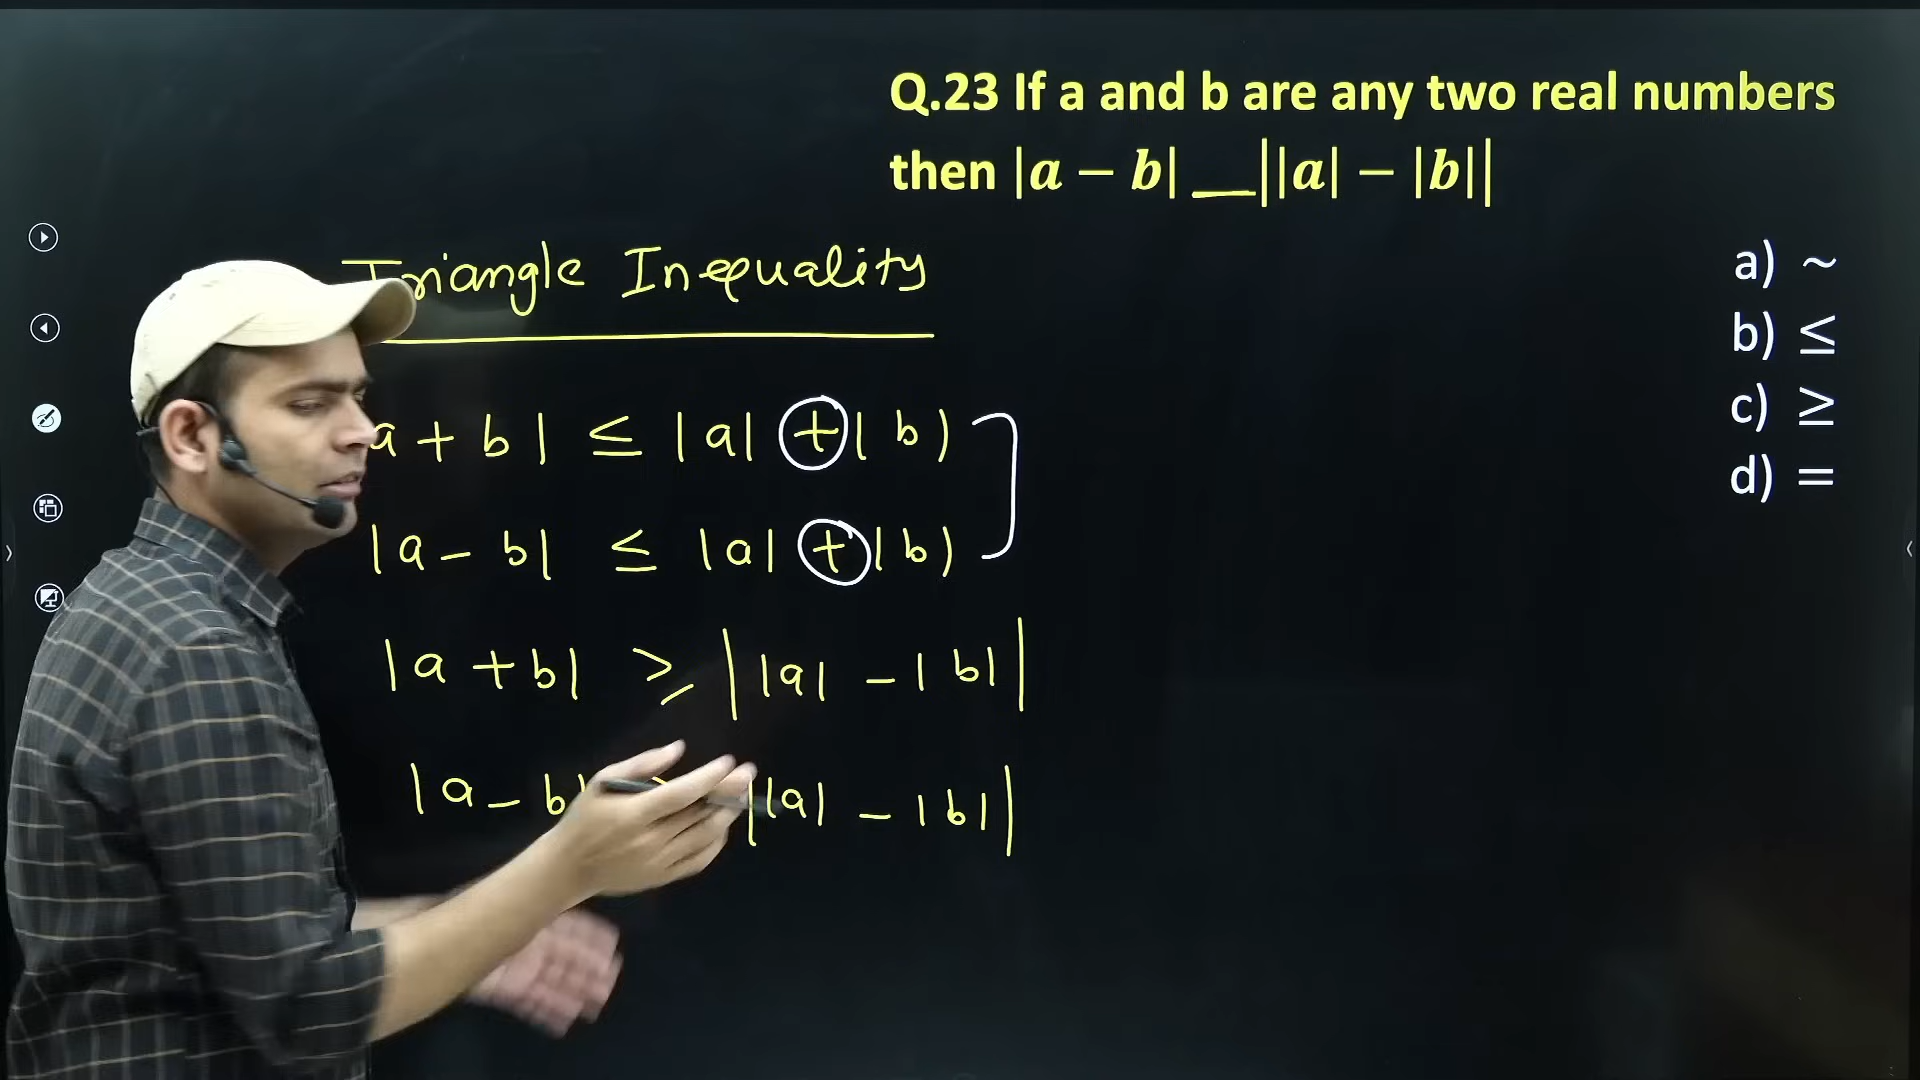 Q.23 If a and b are any two real numbers
then |a − b| __ ||a| − |b||
Triangle Inequality
a) ~
b) ≤
c) ≥
d) =
a + b| ≤ |a| + |b|
|a − b| ≤ |a| + |b|
|a + b| ≥ ||a| − |b||
|a − b| ||a| − |b||